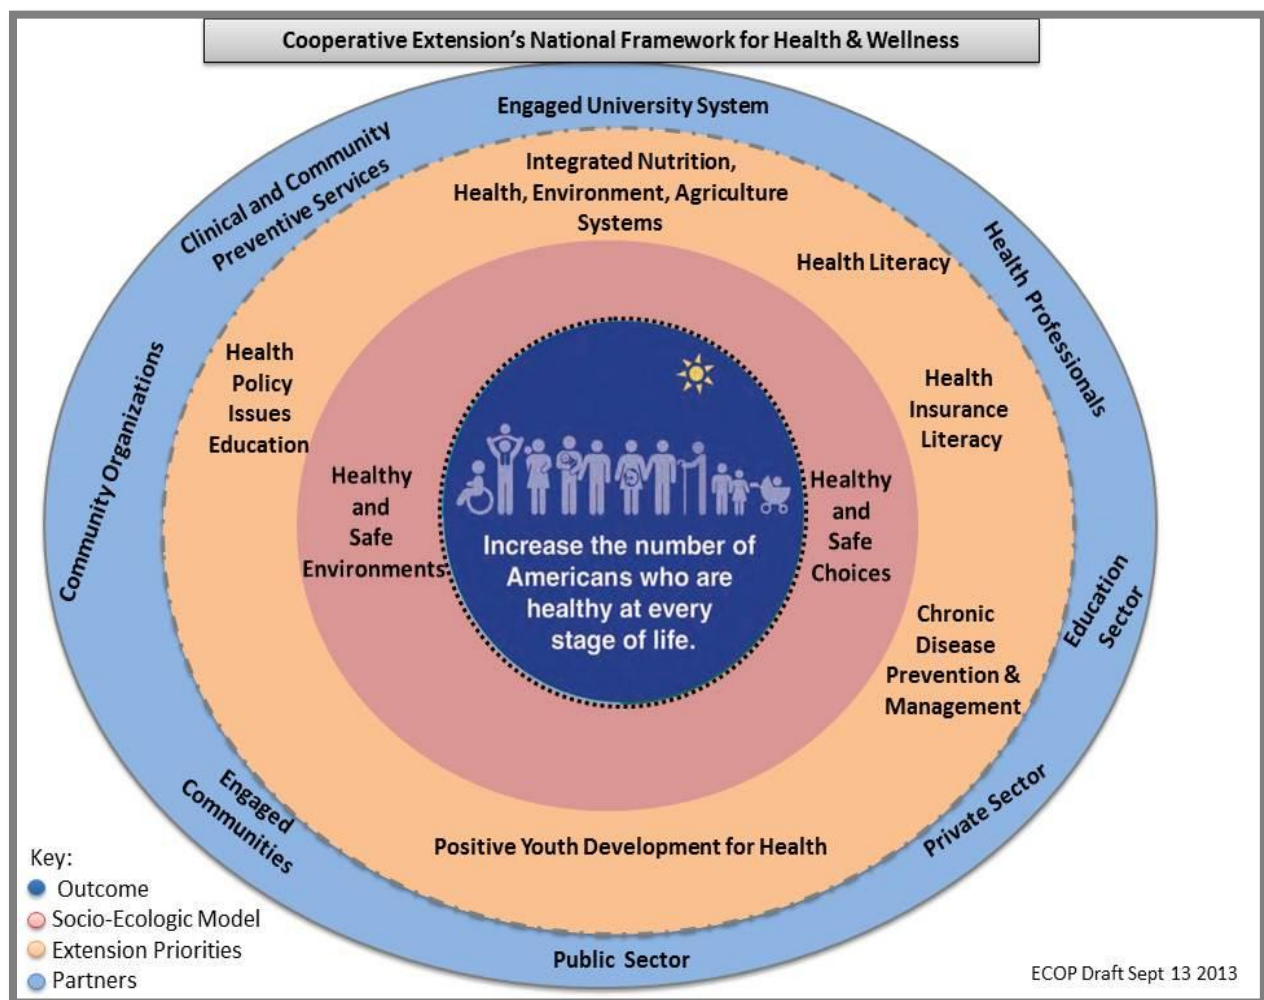 Cooperative Extension's National Framework for Health & Wellness
Engaged University System
Clinical and Community
Preventive Services
Integrated Nutrition,
Health, Environment, Agriculture
Systems
Health Literacy
Health Professionals
Community Organizations
Health
Policy
Issues
Education
Health
Insurance
Literacy
Healthy
and
Safe
Environments
Increase the number of
Americans who are
healthy at every
stage of life.
Healthy
and
Safe
Choices
Chronic
Disease
Prevention &
Management
Education
Sector
Engaged
Communities
Positive Youth Development for Health
Private Sector
Public Sector
Key:
Outcome
Socio-Ecologic Model
Extension Priorities
Partners
ECOP Draft Sept 13 2013